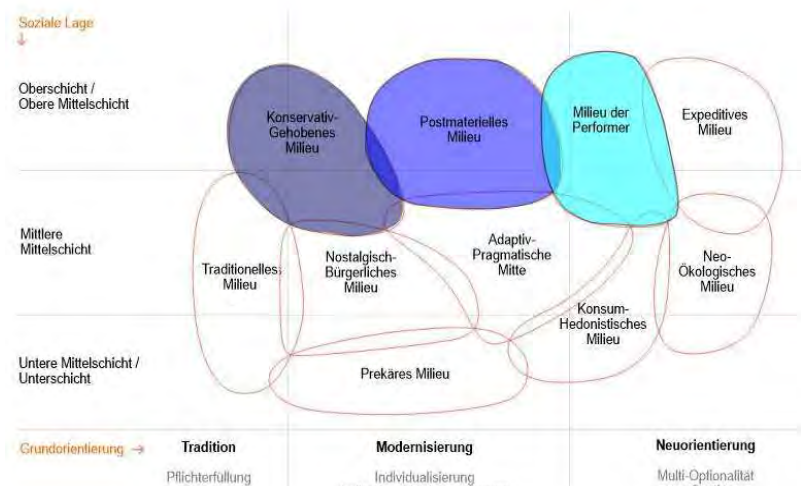 Soziale Lage
↓
Oberschicht /
Obere Mittelschicht
Konservativ-
Gehobenes
Milieu
Postmaterielles
Milieu
Milieu der
Performer
Expeditives
Milieu
Mittlere
Mittelschicht
Traditionelles
Milieu
Nostalgisch-
Bürgerliches
Milieu
Adaptiv-
Pragmatische
Mitte
Neo-
Ökologisches
Milieu
Konsum-
Hedonistisches
Milieu
Untere Mittelschicht /
Unterschicht
Prekäres Milieu
Grundorientierung →
Tradition
Modernisierung
Neuorientierung
Pflichterfüllung
Individualisierung
Multi-Optionalität